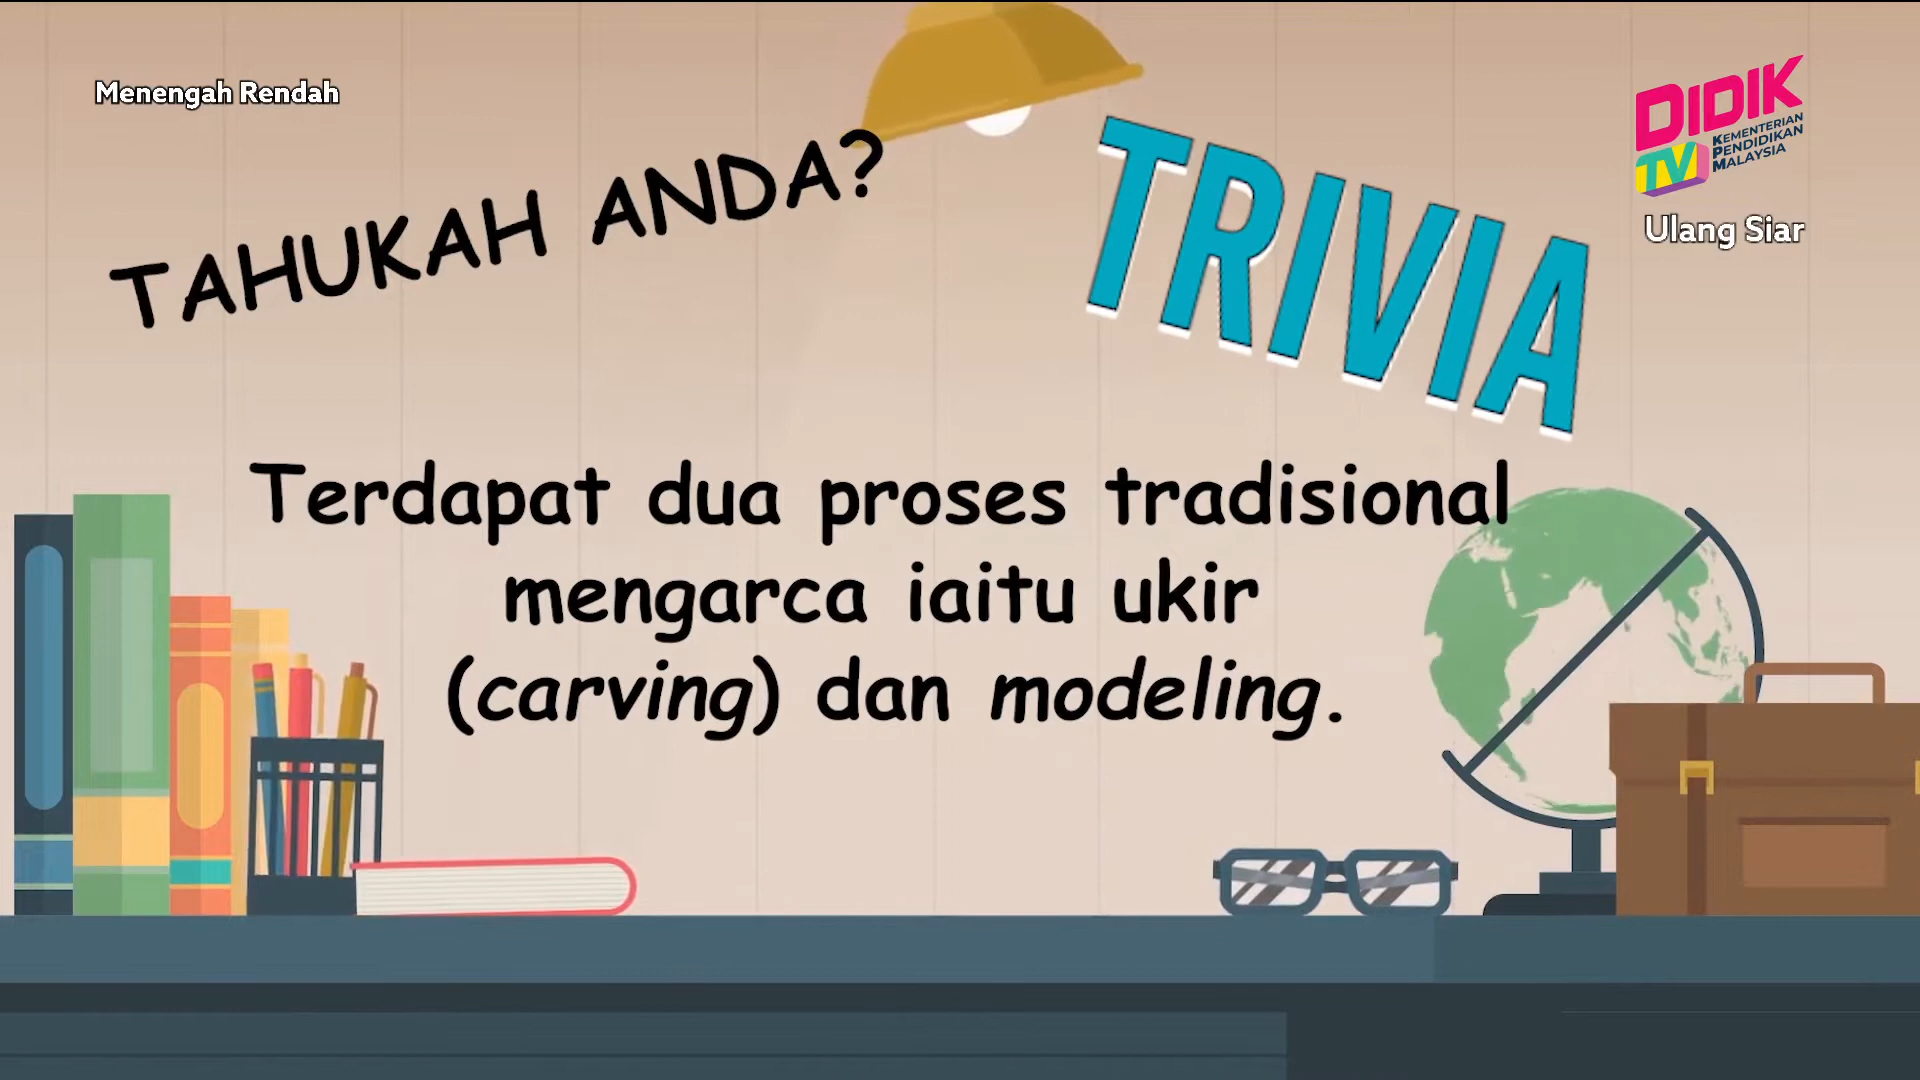 Menengah Rendah
TAHUKAH ANDA?
TRIVIA
DIDIK
TV
KEMENTERIAN
PENDIDIKAN
MALAYSIA
Ulang Siar
Terdapat dua proses tradisional
mengarca iaitu ukir
(carving) dan modeling.